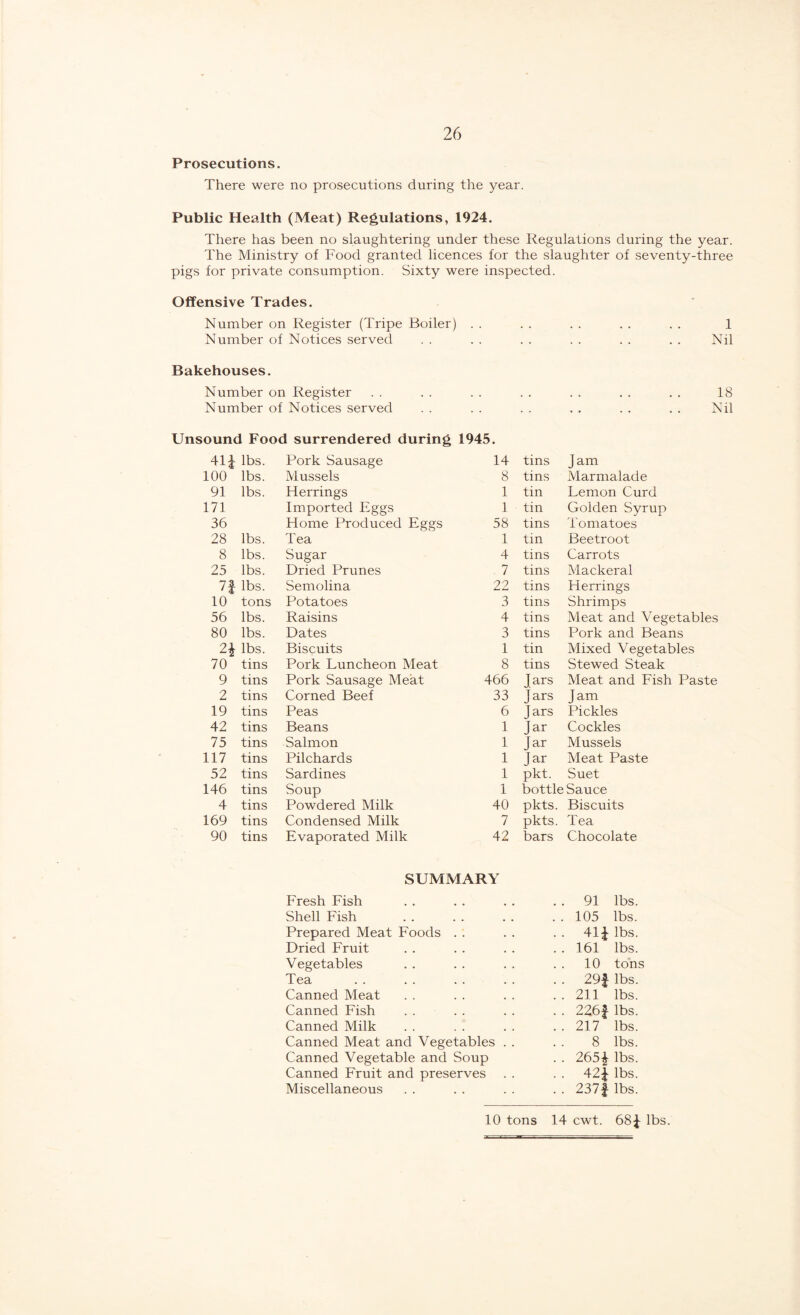 26
Prosecutions.
There were no prosecutions during the year.
Public Health (Meat) Regulations, 1924.
There has been no slaughtering under these Regulations during the year.
The Ministry of Food granted licences for the slaughter of seventy-three
pigs for private consumption. Sixty were inspected.
Offensive Trades.
Number on Register (Tripe Boiler) . . . . . . . . . . 1
Number of Notices served . . . . . . . . . . . . Nil
Bakehouses.
Number on Register . . . . . . . . . . . . . . 18
Number of Notices served . . . . . . . . . . . . Nil
Unsound Food surrendered during 1945.
41¼ lbs. Pork Sausage 14 tins Jam
100 lbs. Mussels 8 tins Marmalade
91 lbs. Herrings 1 tin Lemon Curd
171 Imported Eggs 1 tin Golden Syrup
36 Home Produced Eggs 58 tins Tomatoes
28 lbs. Tea 1 tin Beetroot
8 lbs. Sugar 4 tins Carrots
25 lbs. Dried Prunes 7 tins Mackeral
7¾ lbs. Semolina 22 tins Herrings
10 tons Potatoes 3 tins Shrimps
56 lbs. Raisins 4 tins Meat and Vegetables
80 lbs. Dates 3 tins Pork and Beans
2½ lbs. Biscuits 1 tin Mixed Vegetables
70 tins Pork Luncheon Meat 8 tins Stewed Steak
9 tins Pork Sausage Meat 466 Jars Meat and Fish Paste
2 tins Corned Beef 33 Jars Jam
19 tins Peas 6 Jars Pickles
42 tins Beans 1 Jar Cockles
75 tins Salmon 1 Jar Mussels
117 tins Pilchards 1 Jar Meat Paste
52 tins Sardines 1 pkt. Suet
146 tins Soup 1 bottle Sauce
4 tins Powdered Milk 40 pkts. Biscuits
169 tins Condensed Milk 7 pkts. Tea
90 tins Evaporated Milk 42 bars Chocolate
SUMMARY
Fresh Fish . . . . . . . . 91 lbs.
Shell Fish . . . . . . . . 105 lbs.
Prepared Meat Foods . . . . . . 41¼ lbs.
Dried Fruit . . . . . . . . 161 lbs.
Vegetables . . . . . . . . 10 tons
Tea . . . . . . . . . . 29¾ lbs.
Canned Meat . . . . . . . . 211 lbs.
Canned Fish . . . . . . . . 226¾ lbs.
Canned Milk . . . . . . . . 217 lbs.
Canned Meat and Vegetables . . . . 8 lbs.
Canned Vegetable and Soup . . 265½ lbs.
Canned Fruit and preserves . . . . 42¼ lbs.
Miscellaneous . . . . . . . . 237¾ lbs.
10 tons 14 cwt. 68¼ lbs.